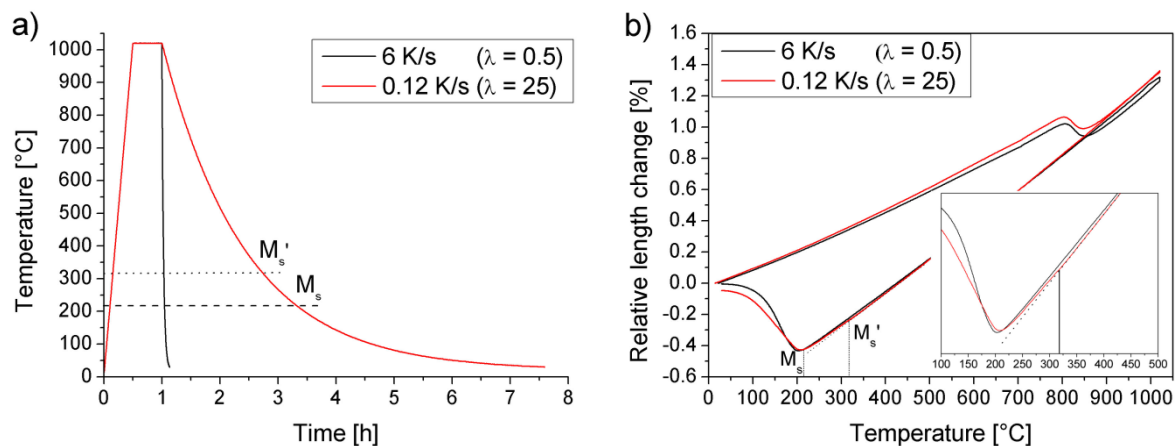 a)
Temperature [°C]
1000
900
800
700
600
500
400
300
200
100
0
6 K/s (λ = 0.5)
0.12 K/s (λ = 25)
Ms'
Ms
0 1 2 3 4 5 6 7 8
Time [h]
b)
Relative length change [%]
1.6
1.4
1.2
1.0
0.8
0.6
0.4
0.2
0.0
-0.2
-0.4
-0.6
6 K/s (λ = 0.5)
0.12 K/s (λ = 25)
Ms'
Ms
100 150 200 250 300 350 400 450 500
0 100 200 300 400 500 600 700 800 900 1000
Temperature [°C]